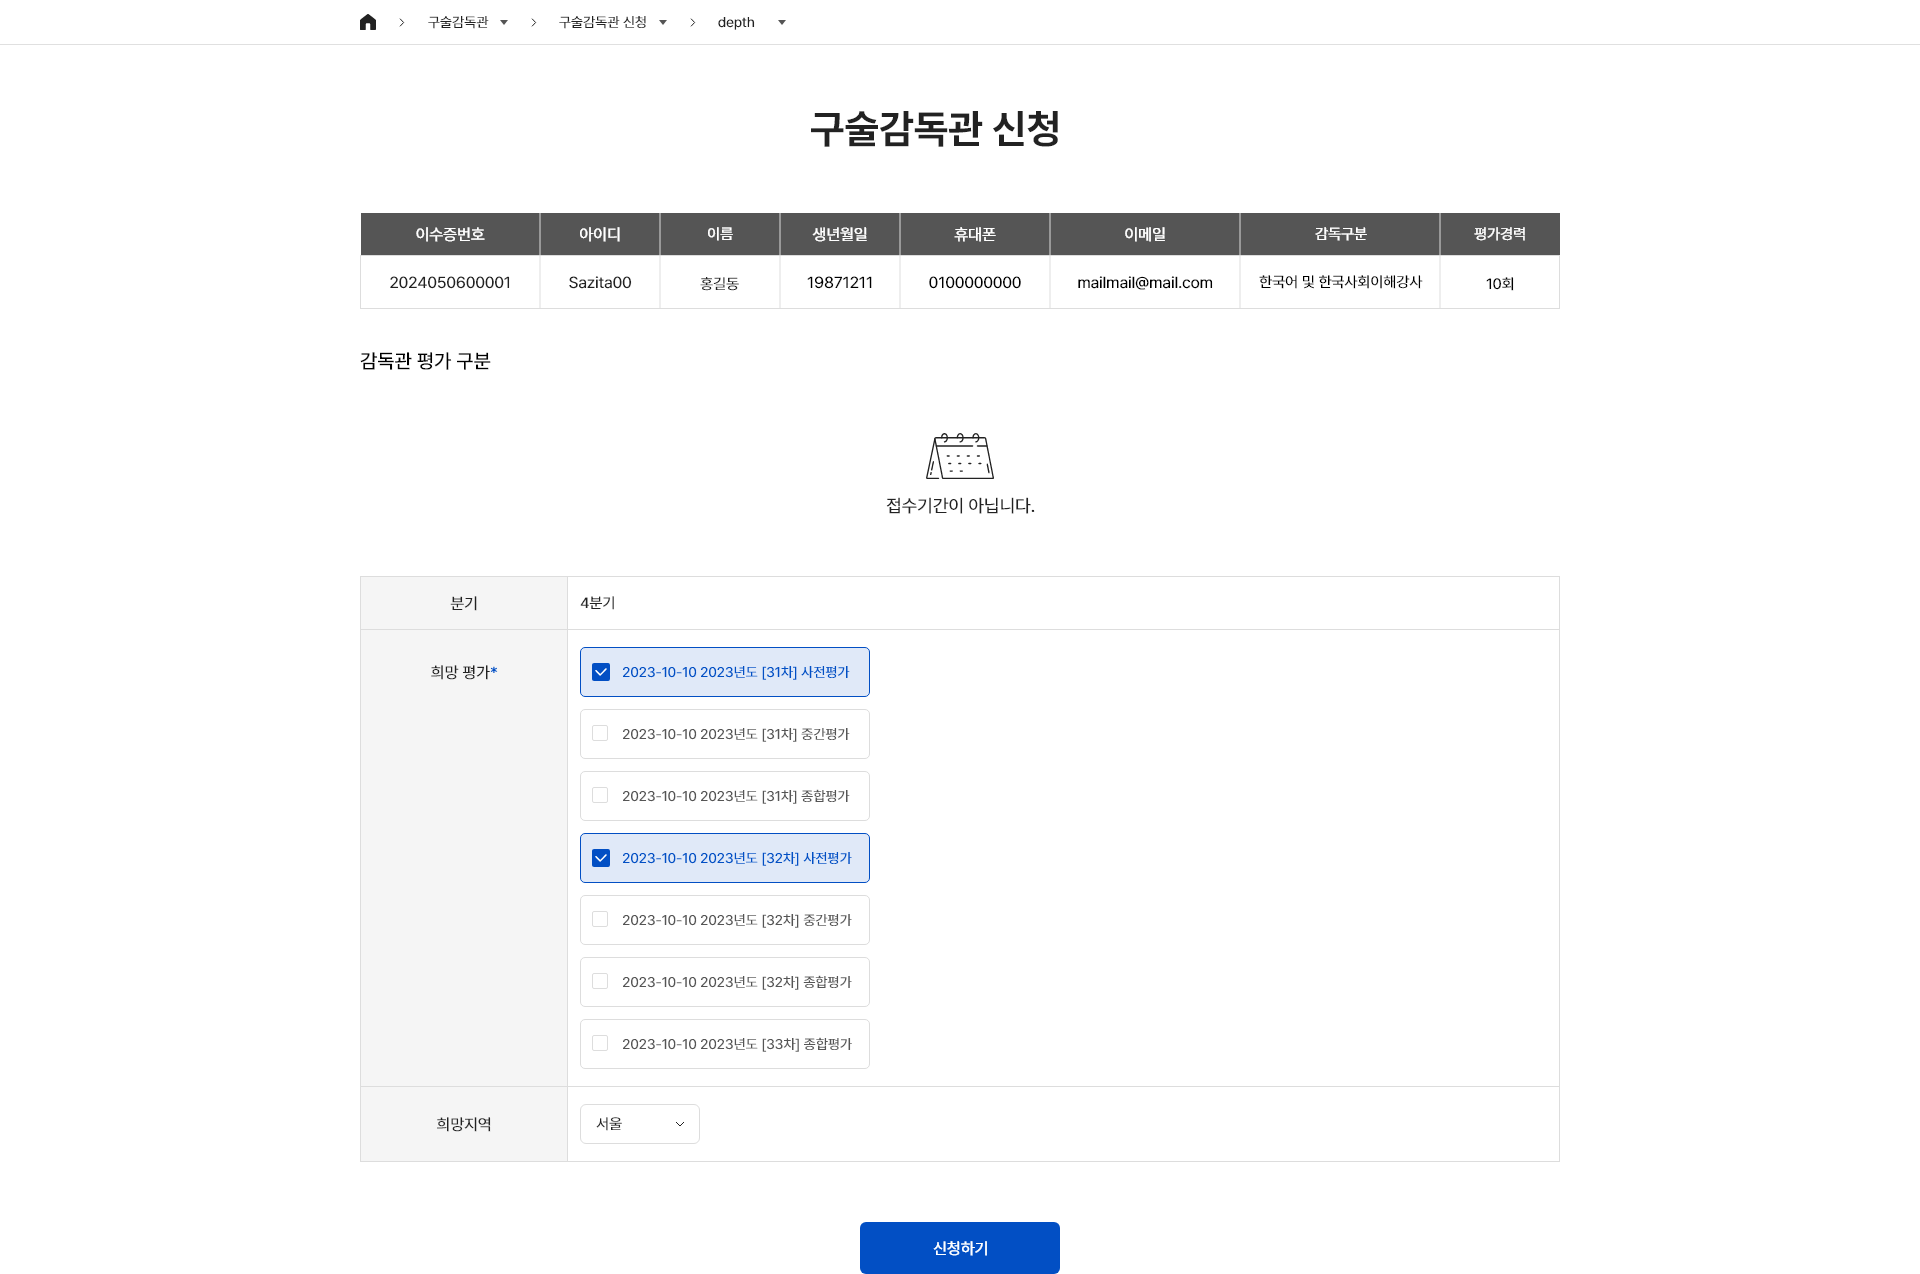 구술감독관 구술감독관 신청 depth
구술감독관 신청
이수증번호 아이디 이름 생년월일 휴대폰 이메일 감독구분 평가경력
2024050600001 Sazita00 홍길동 19871211 0100000000 mailmail@mail.com 한국어 및 한국사회이해강사 10회
감독관 평가 구분
접수기간이 아닙니다.
분기 4분기
희망 평가* 2023-10-10 2023년도 [31차] 사전평가
2023-10-10 2023년도 [31차] 중간평가
2023-10-10 2023년도 [31차] 종합평가
2023-10-10 2023년도 [32차] 사전평가
2023-10-10 2023년도 [32차] 중간평가
2023-10-10 2023년도 [32차] 종합평가
2023-10-10 2023년도 [33차] 종합평가
희망지역 서울
신청하기